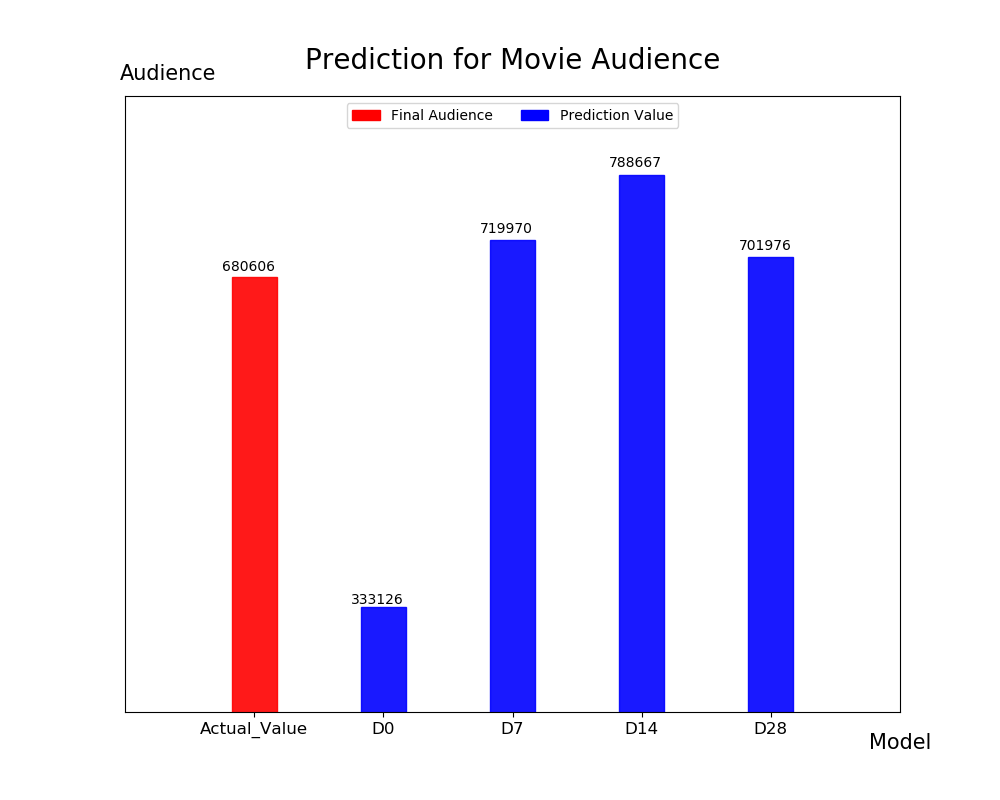 Prediction for Movie Audience
Audience
Final Audience
Prediction Value
788667
719970
701976
680606
333126
Actual_Value
D0
D7
D14
D28
Model